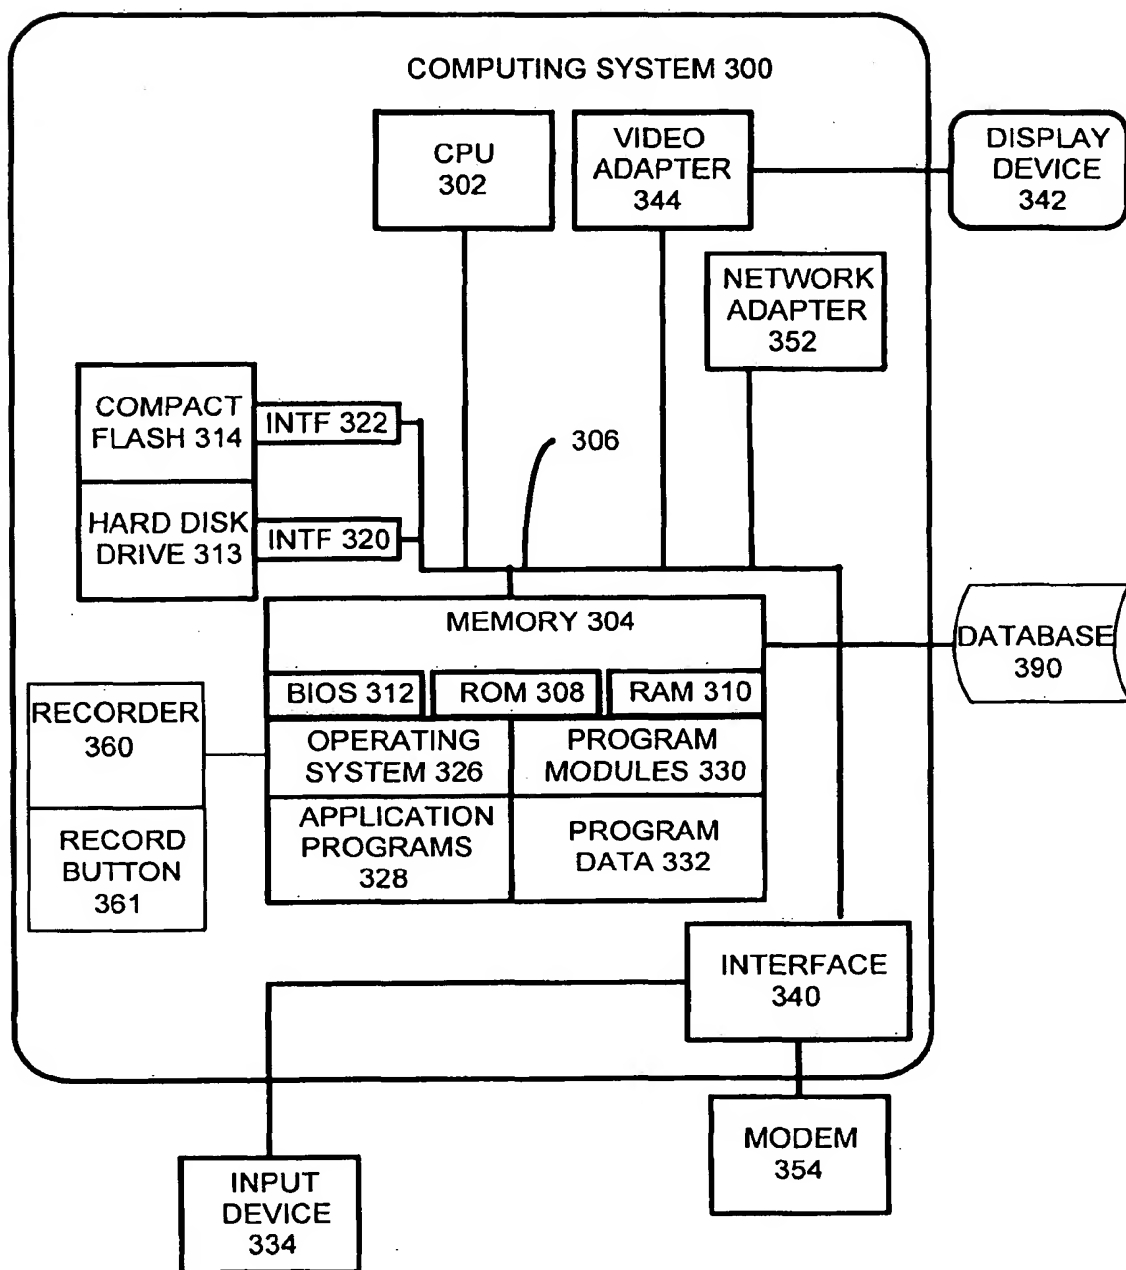 COMPUTING SYSTEM 300
CPU
302
VIDEO
ADAPTER
344
DISPLAY
DEVICE
342
NETWORK
ADAPTER
352
COMPACT
FLASH 314
INTF 322
306
HARD DISK
DRIVE 313
INTF 320
MEMORY 304
DATABASE
390
BIOS 312
ROM 308
RAM 310
RECORDER
360
OPERATING
SYSTEM 326
PROGRAM
MODULES 330
RECORD
BUTTON
361
APPLICATION
PROGRAMS
328
PROGRAM
DATA 332
INTERFACE
340
MODEM
354
INPUT
DEVICE
334